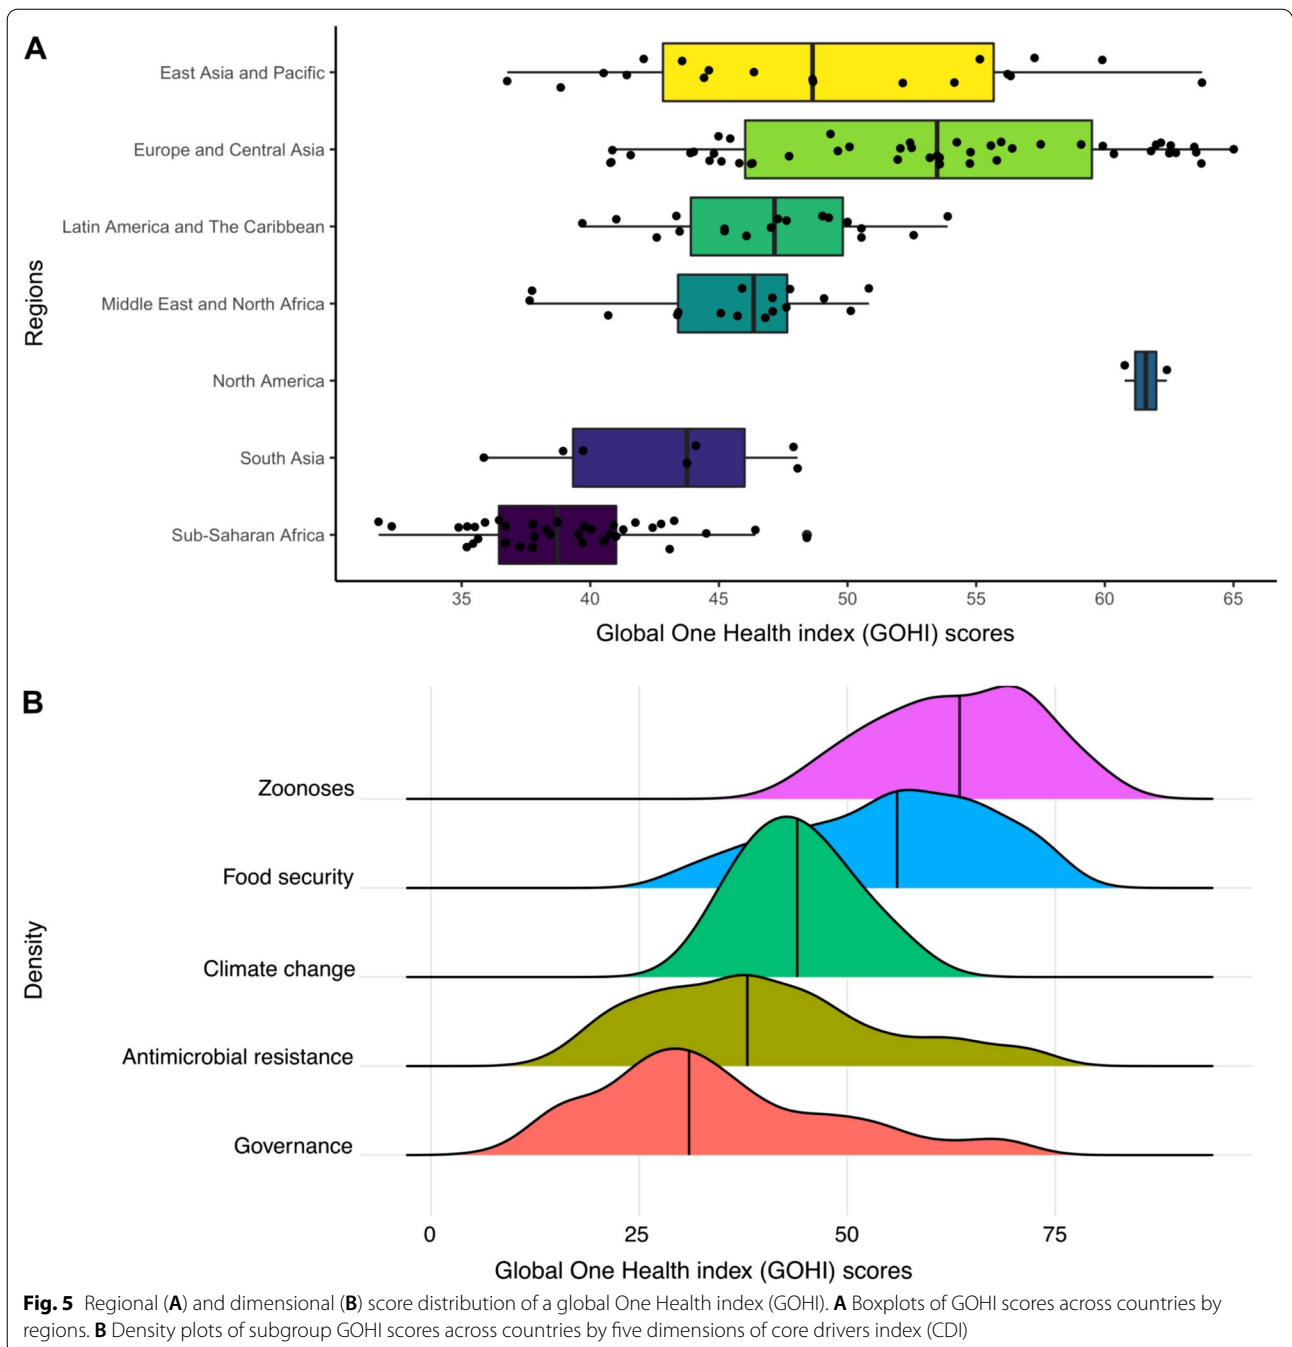 A
East Asia and Pacific
Europe and Central Asia
Latin America and The Caribbean
Middle East and North Africa
North America
South Asia
Sub-Saharan Africa
Regions
35 40 45 50 55 60 65
Global One Health index (GOHI) scores
B
Zoonoses
Food security
Climate change
Antimicrobial resistance
Governance
Density
0 25 50 75
Global One Health index (GOHI) scores
Fig. 5 Regional (A) and dimensional (B) score distribution of a global One Health index (GOHI). A Boxplots of GOHI scores across countries by
regions. B Density plots of subgroup GOHI scores across countries by five dimensions of core drivers index (CDI)